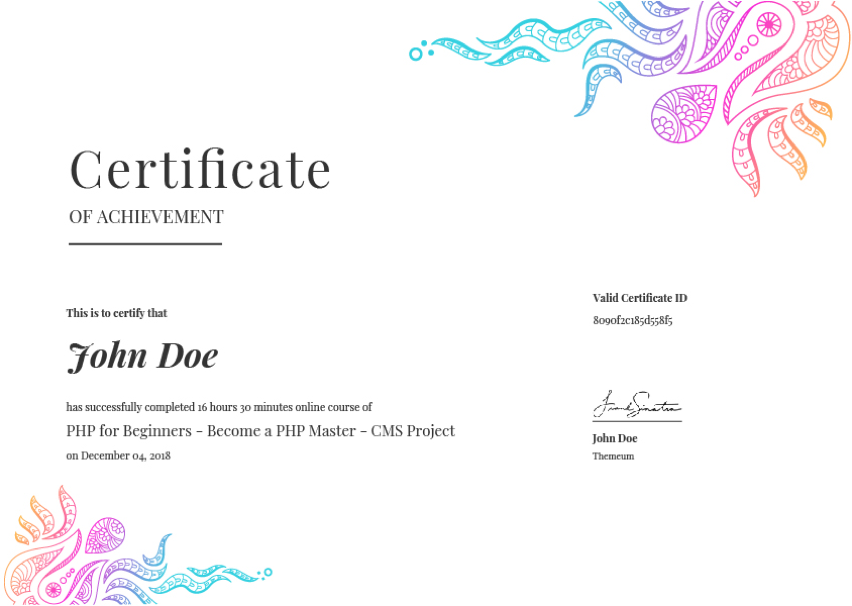 Certificate
OF ACHIEVEMENT
This is to certify that
John Doe
has successfully completed 16 hours 30 minutes online course of
PHP for Beginners - Become a PHP Master - CMS Project
on December 04, 2018
Valid Certificate ID
8090f2c185d558f5
Frank Sinatra
John Doe
Themeum